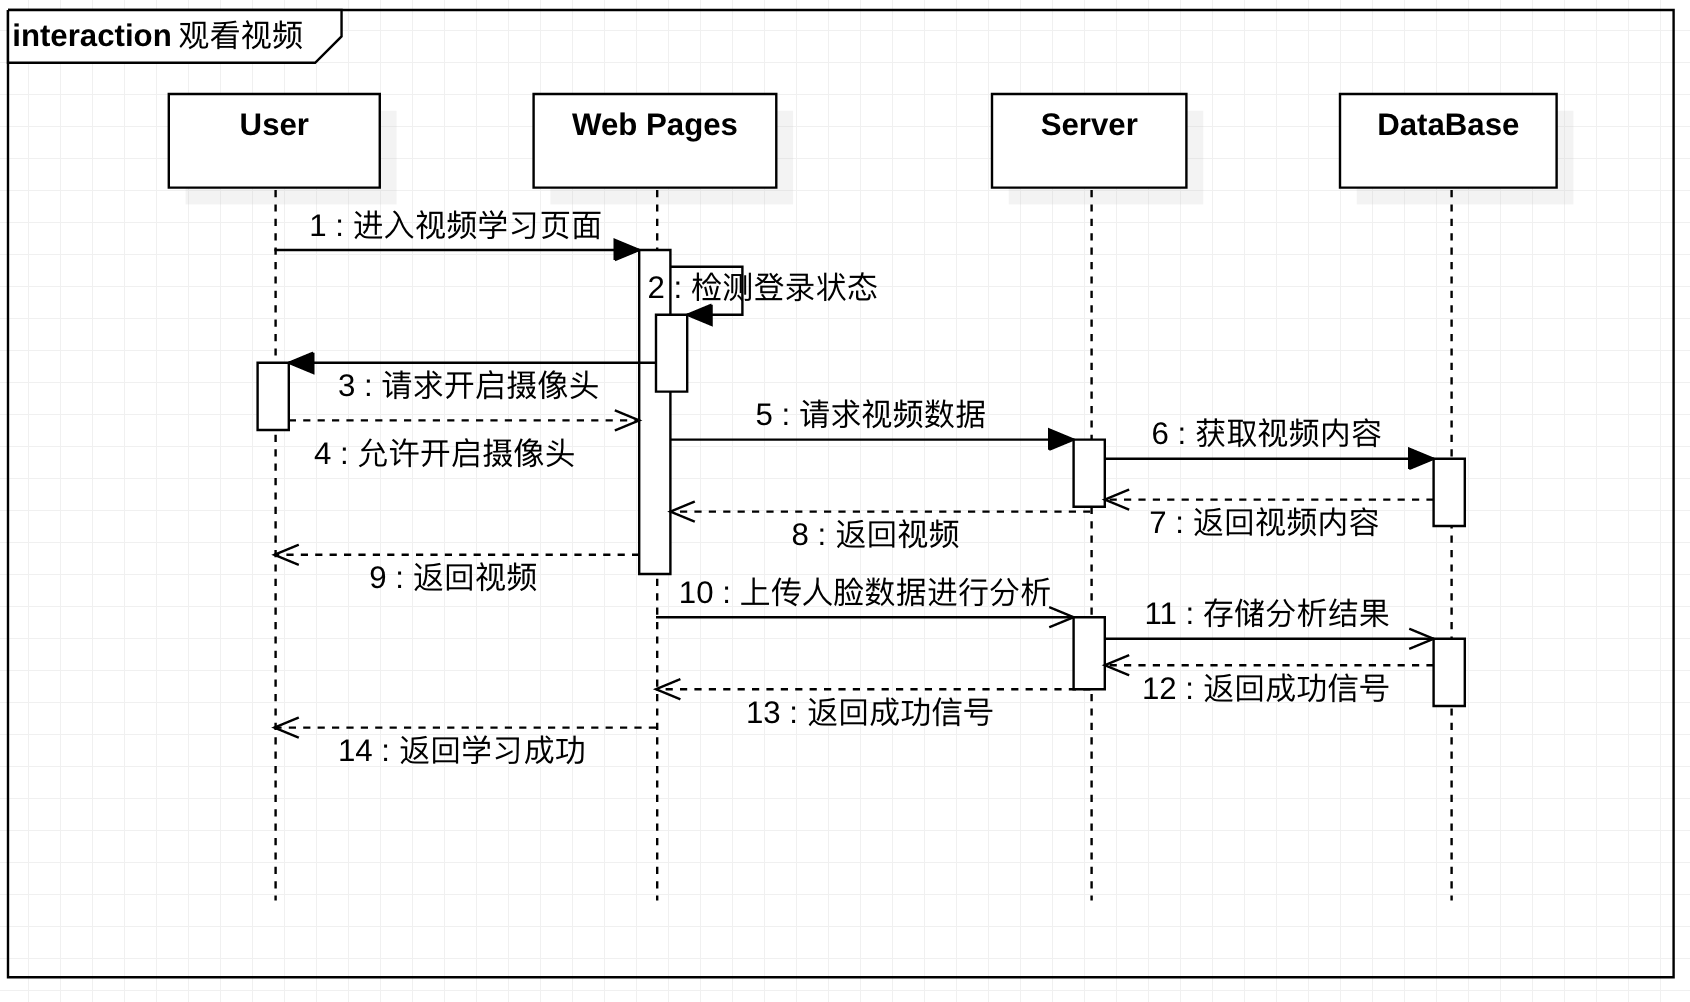 interaction 观看视频
User
Web Pages
Server
DataBase
1 : 进入视频学习页面
2 : 检测登录状态
3 : 请求开启摄像头
4 : 允许开启摄像头
5 : 请求视频数据
6 : 获取视频内容
7 : 返回视频内容
8 : 返回视频
9 : 返回视频
10 : 上传人脸数据进行分析
11 : 存储分析结果
12 : 返回成功信号
13 : 返回成功信号
14 : 返回学习成功